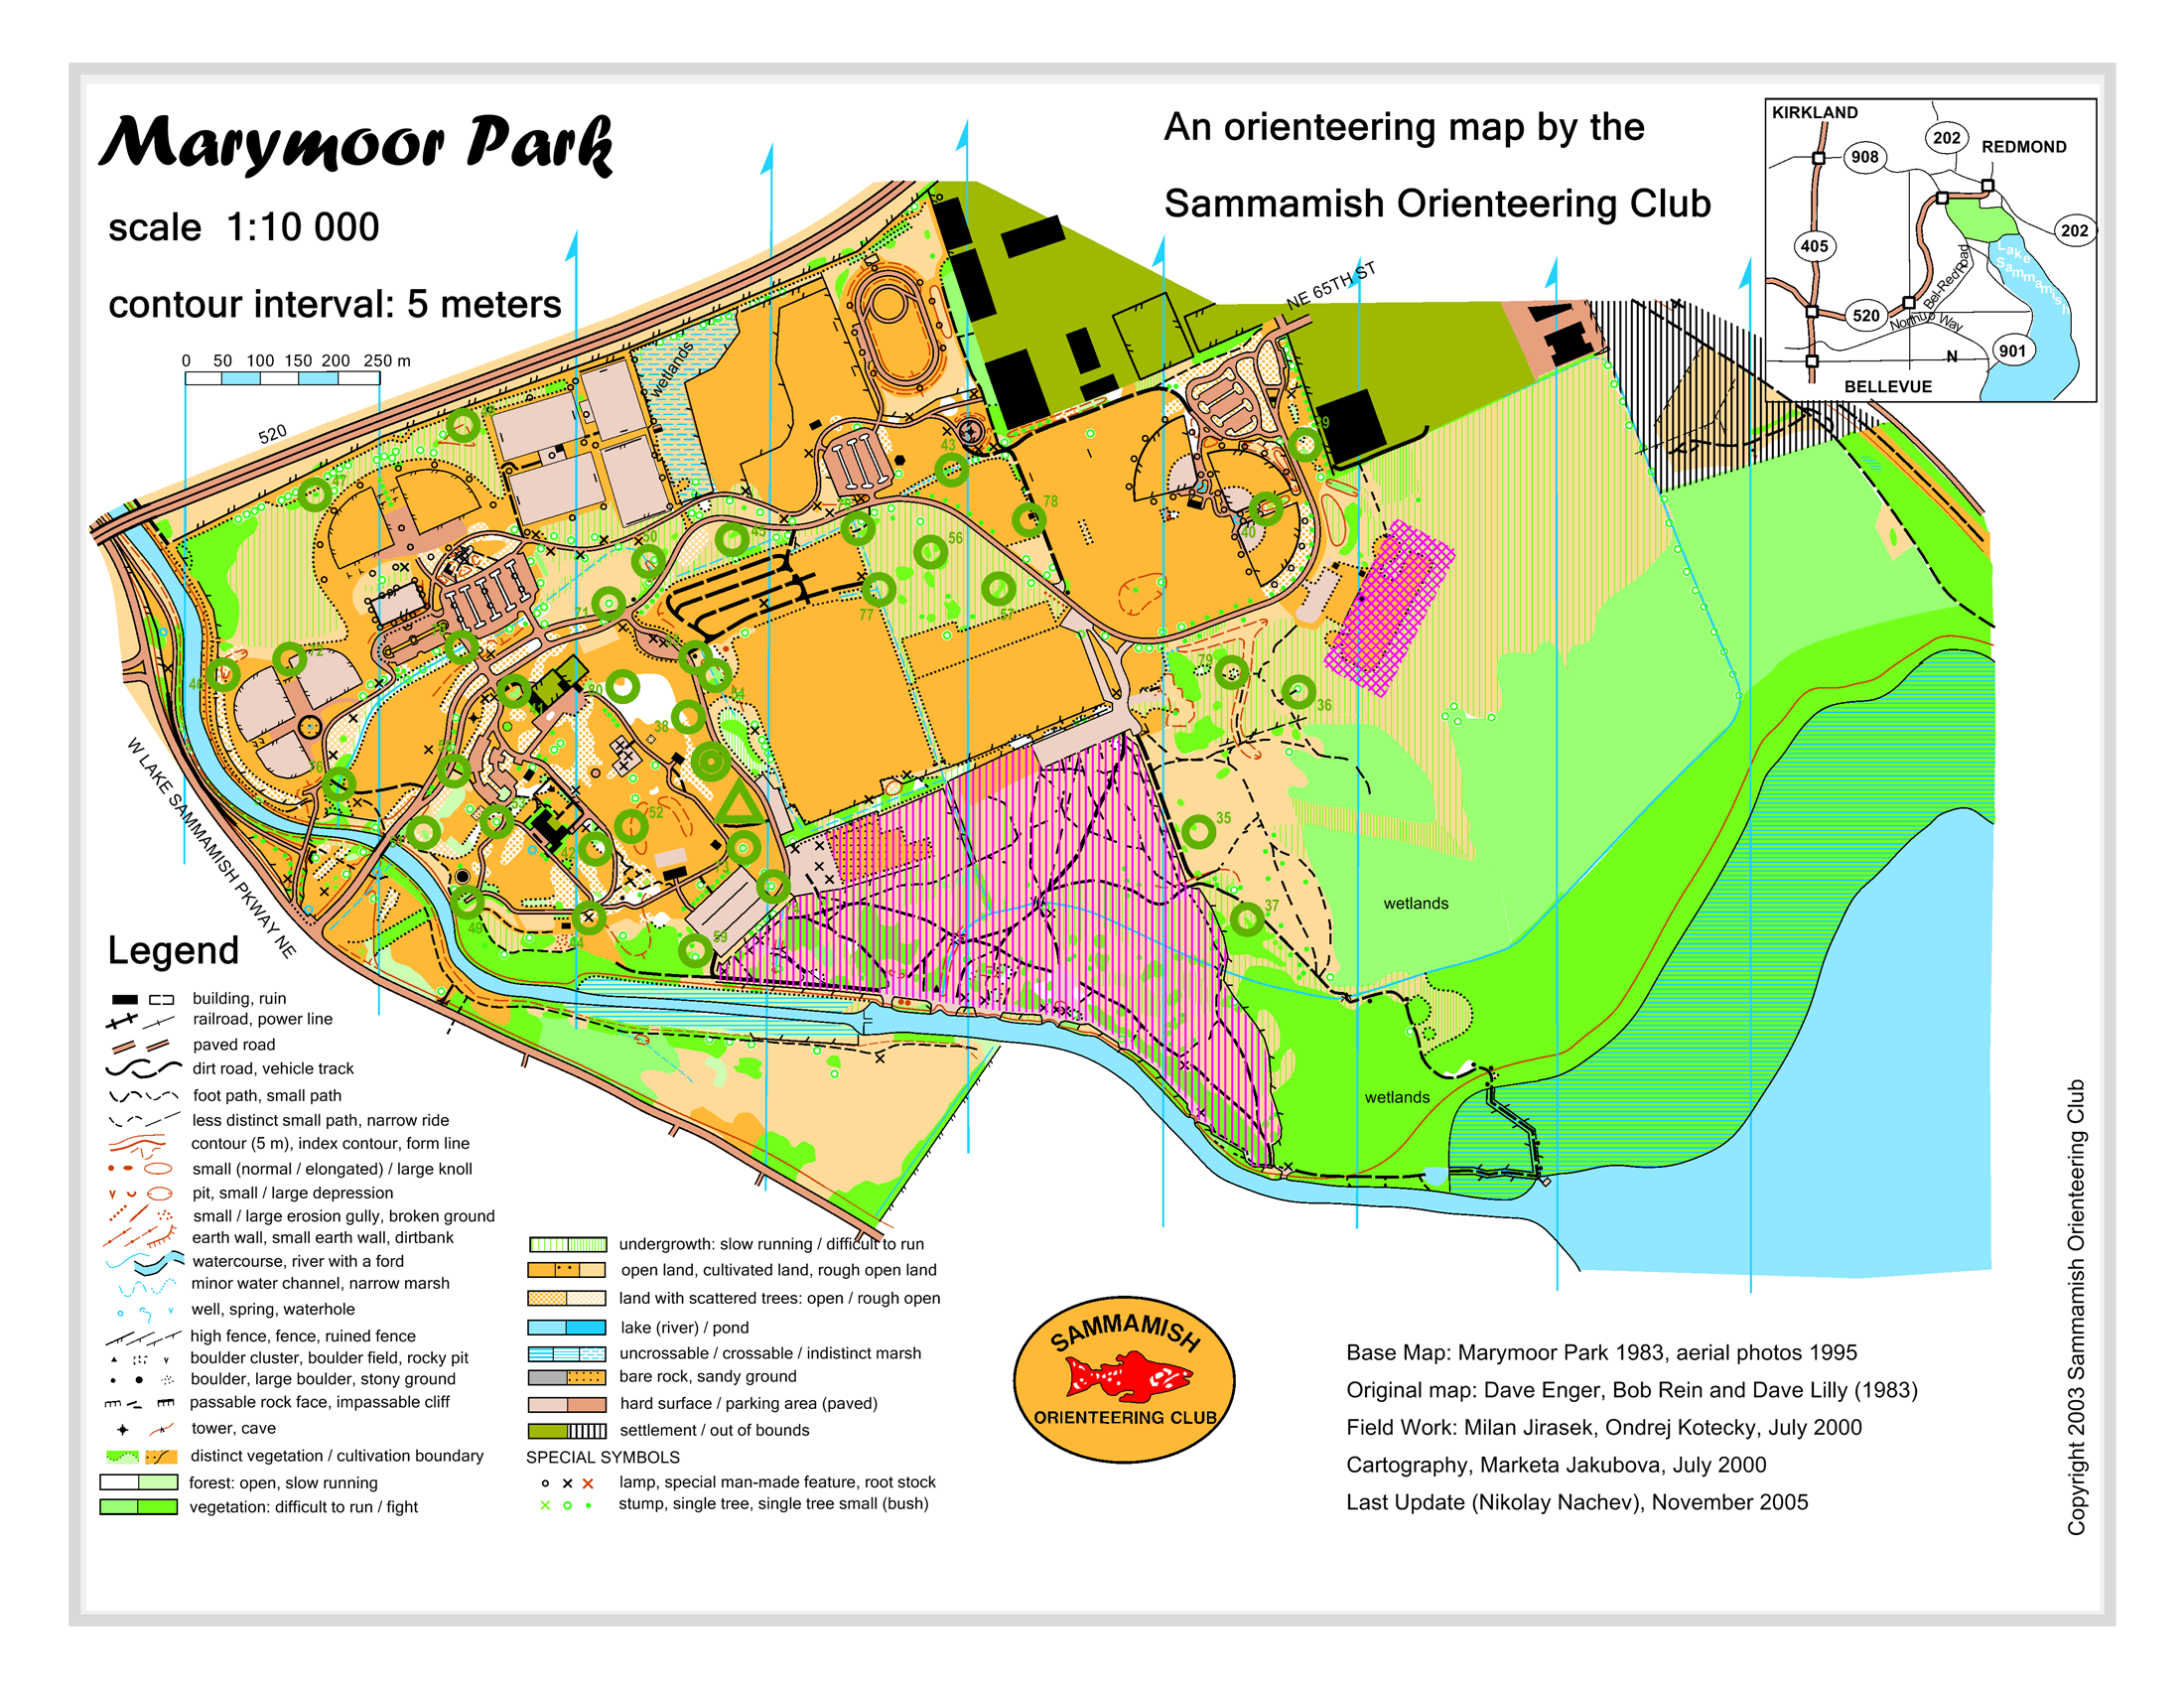 Marymoor Park
scale 1:10 000
contour interval: 5 meters
0 50 100 150 200 250 m
An orienteering map by the
Sammamish Orienteering Club
KIRKLAND
202
REDMOND
908
202
405
Lake Sammamish
Bel-Red Road
520
Northup Way
N
901
BELLEVUE
NE 65TH ST
520
wetlands
W LAKE SAMMAMISH PKWAY NE
47
43
39
78
40
50
45
56
71
77
57
72
54
80
38
79
36
52
35
53
42
37
49
44
59
wetlands
wetlands
Legend
building, ruin
railroad, power line
paved road
dirt road, vehicle track
foot path, small path
less distinct small path, narrow ride
contour (5 m), index contour, form line
small (normal / elongated) / large knoll
pit, small / large depression
small / large erosion gully, broken ground
earth wall, small earth wall, dirtbank
watercourse, river with a ford
minor water channel, narrow marsh
well, spring, waterhole
high fence, fence, ruined fence
boulder cluster, boulder field, rocky pit
boulder, large boulder, stony ground
passable rock face, impassable cliff
tower, cave
distinct vegetation / cultivation boundary
forest: open, slow running
vegetation: difficult to run / fight
undergrowth: slow running / difficult to run
open land, cultivated land, rough open land
land with scattered trees: open / rough open
lake (river) / pond
uncrossable / crossable / indistinct marsh
bare rock, sandy ground
hard surface / parking area (paved)
settlement / out of bounds
SPECIAL SYMBOLS
lamp, special man-made feature, root stock
stump, single tree, single tree small (bush)
SAMMAMISH
ORIENTEERING CLUB
Base Map: Marymoor Park 1983, aerial photos 1995
Original map: Dave Enger, Bob Rein and Dave Lilly (1983)
Field Work: Milan Jirasek, Ondrej Kotecky, July 2000
Cartography, Marketa Jakubova, July 2000
Last Update (Nikolay Nachev), November 2005
Copyright 2003 Sammamish Orienteering Club